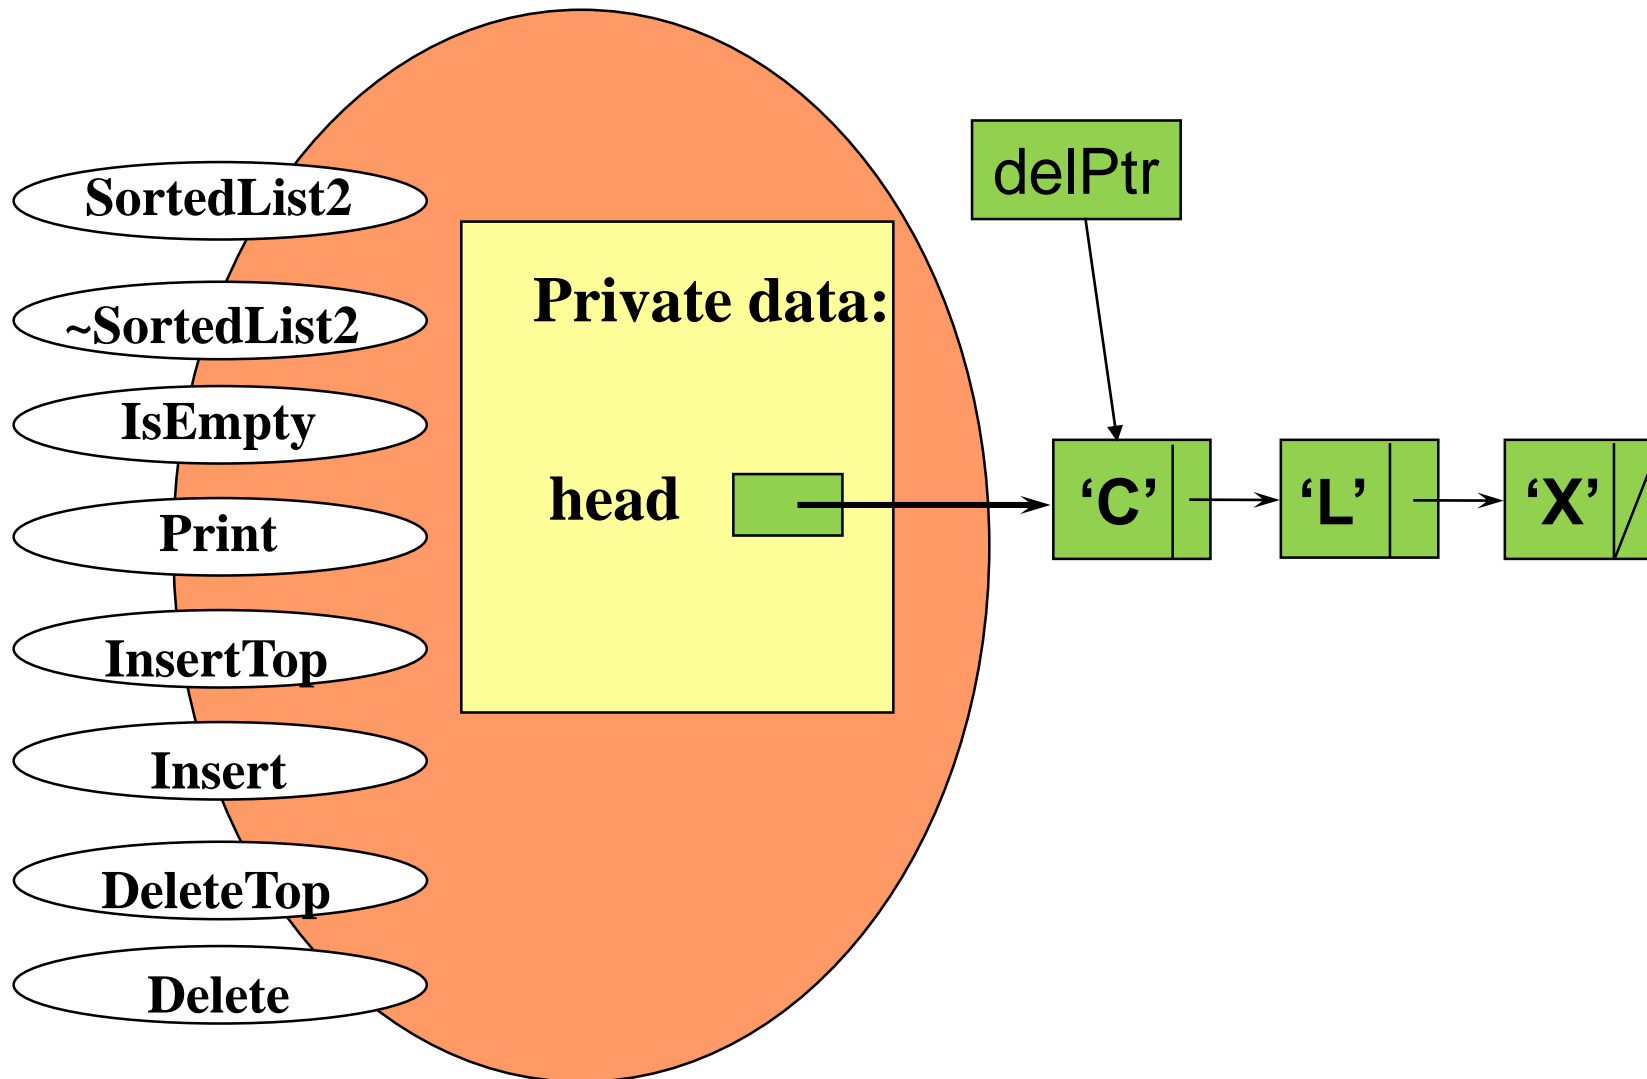 SortedList2
~SortedList2
IsEmpty
Print
InsertTop
Insert
DeleteTop
Delete
Private data:
head
delPtr
‘C’
‘L’
‘X’